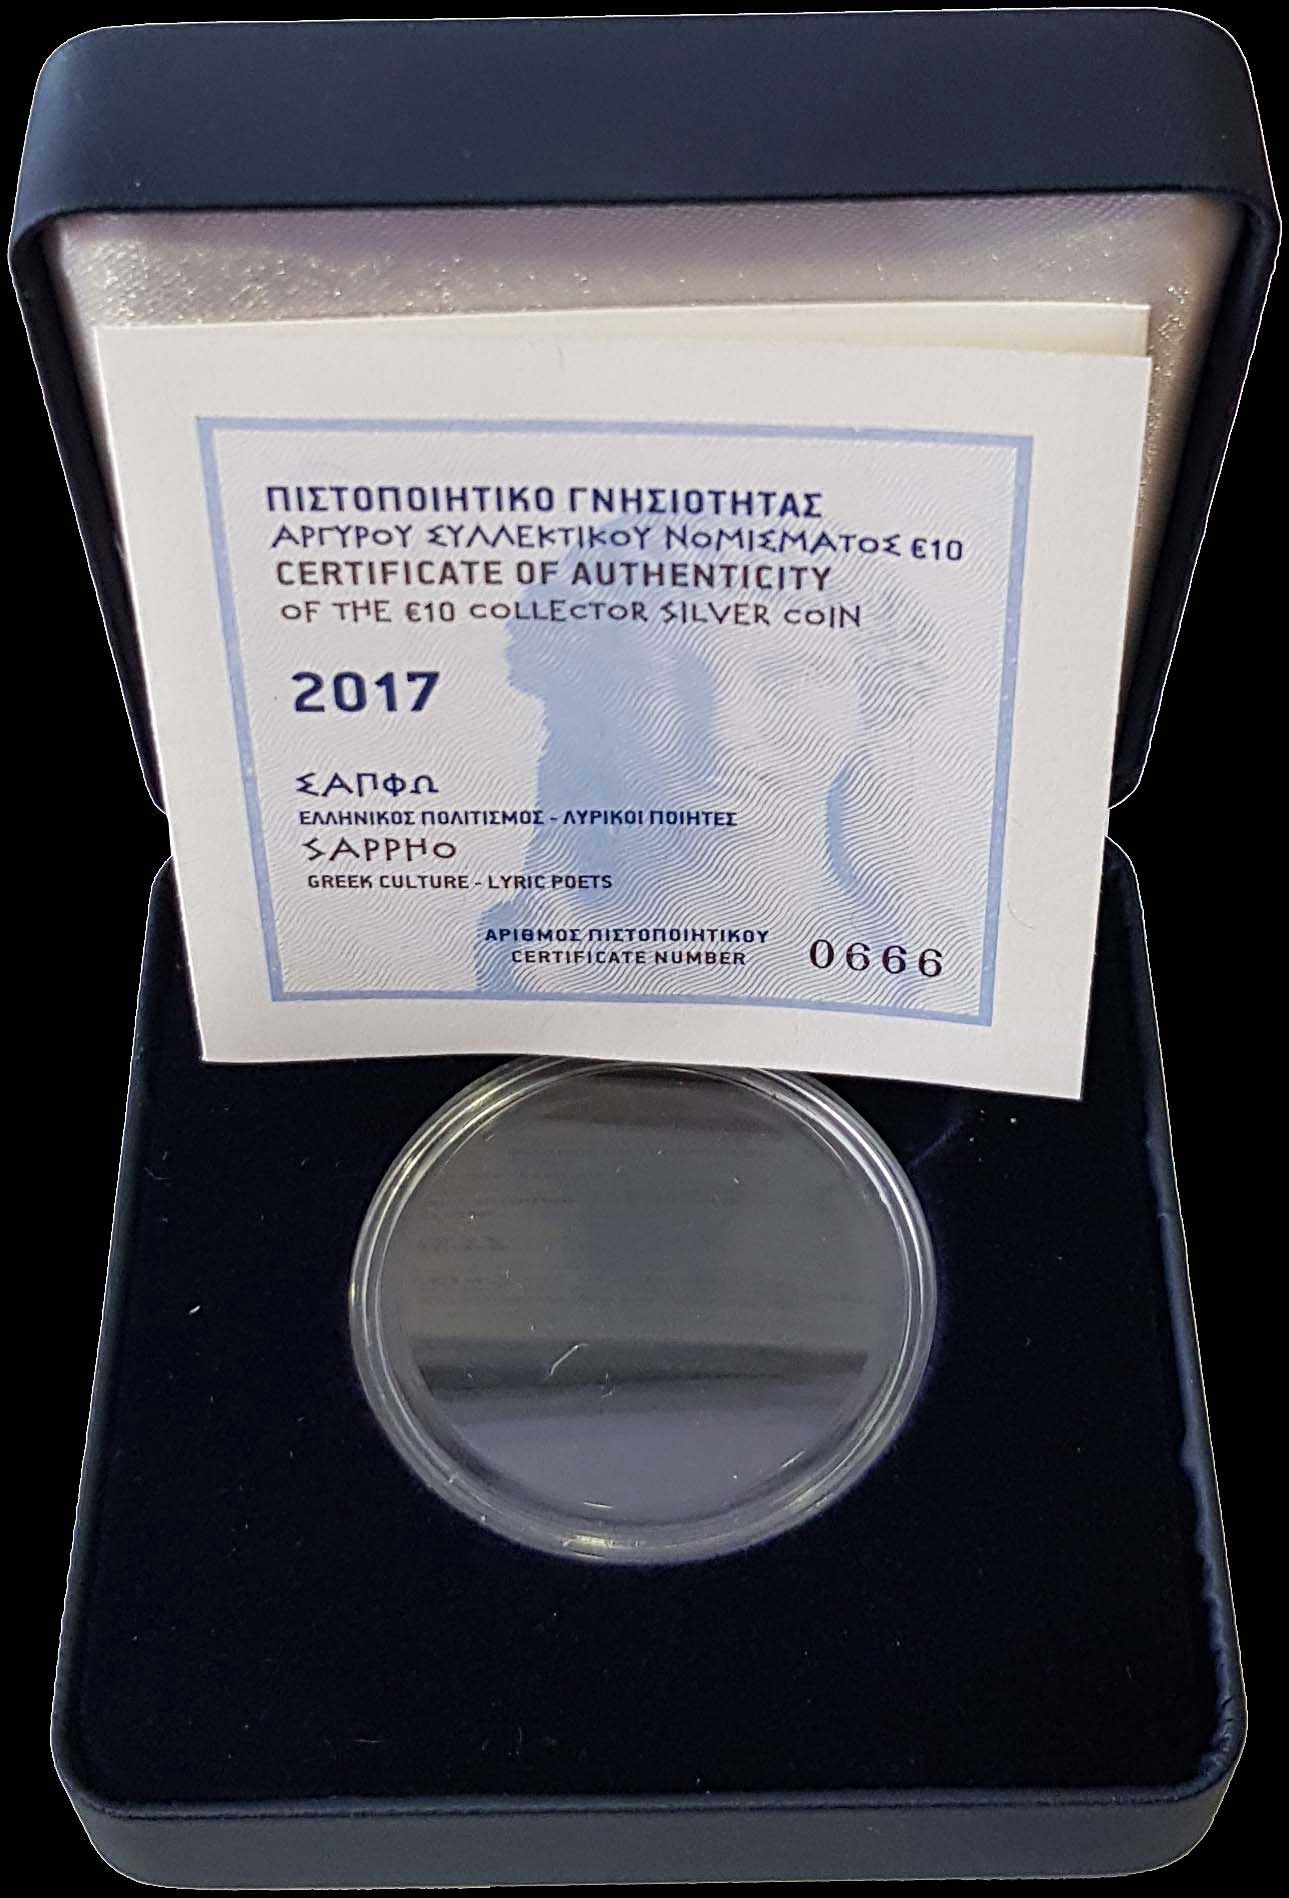 ΠΙΣΤΟΠΟΙΗΤΙΚΟ ΓΝΗΣΙΟΤΗΤΑΣ
ΑΡΓΥΡΟΥ ΣΥΛΛΕΚΤΙΚΟΥ ΝΟΜΙΣΜΑΤΟΣ €10
CERTIFICATE OF AUTHENTICITY
OF THE €10 COLLECTOR SILVER COIN
2017
ΣΑΠΦΩ
ΕΛΛΗΝΙΚΟΣ ΠΟΛΙΤΙΣΜΟΣ - ΛΥΡΙΚΟΙ ΠΟΙΗΤΕΣ
SAPPHO
GREEK CULTURE - LYRIC POETS
ΑΡΙΘΜΟΣ ΠΙΣΤΟΠΟΙΗΤΙΚΟΥ
CERTIFICATE NUMBER 0666